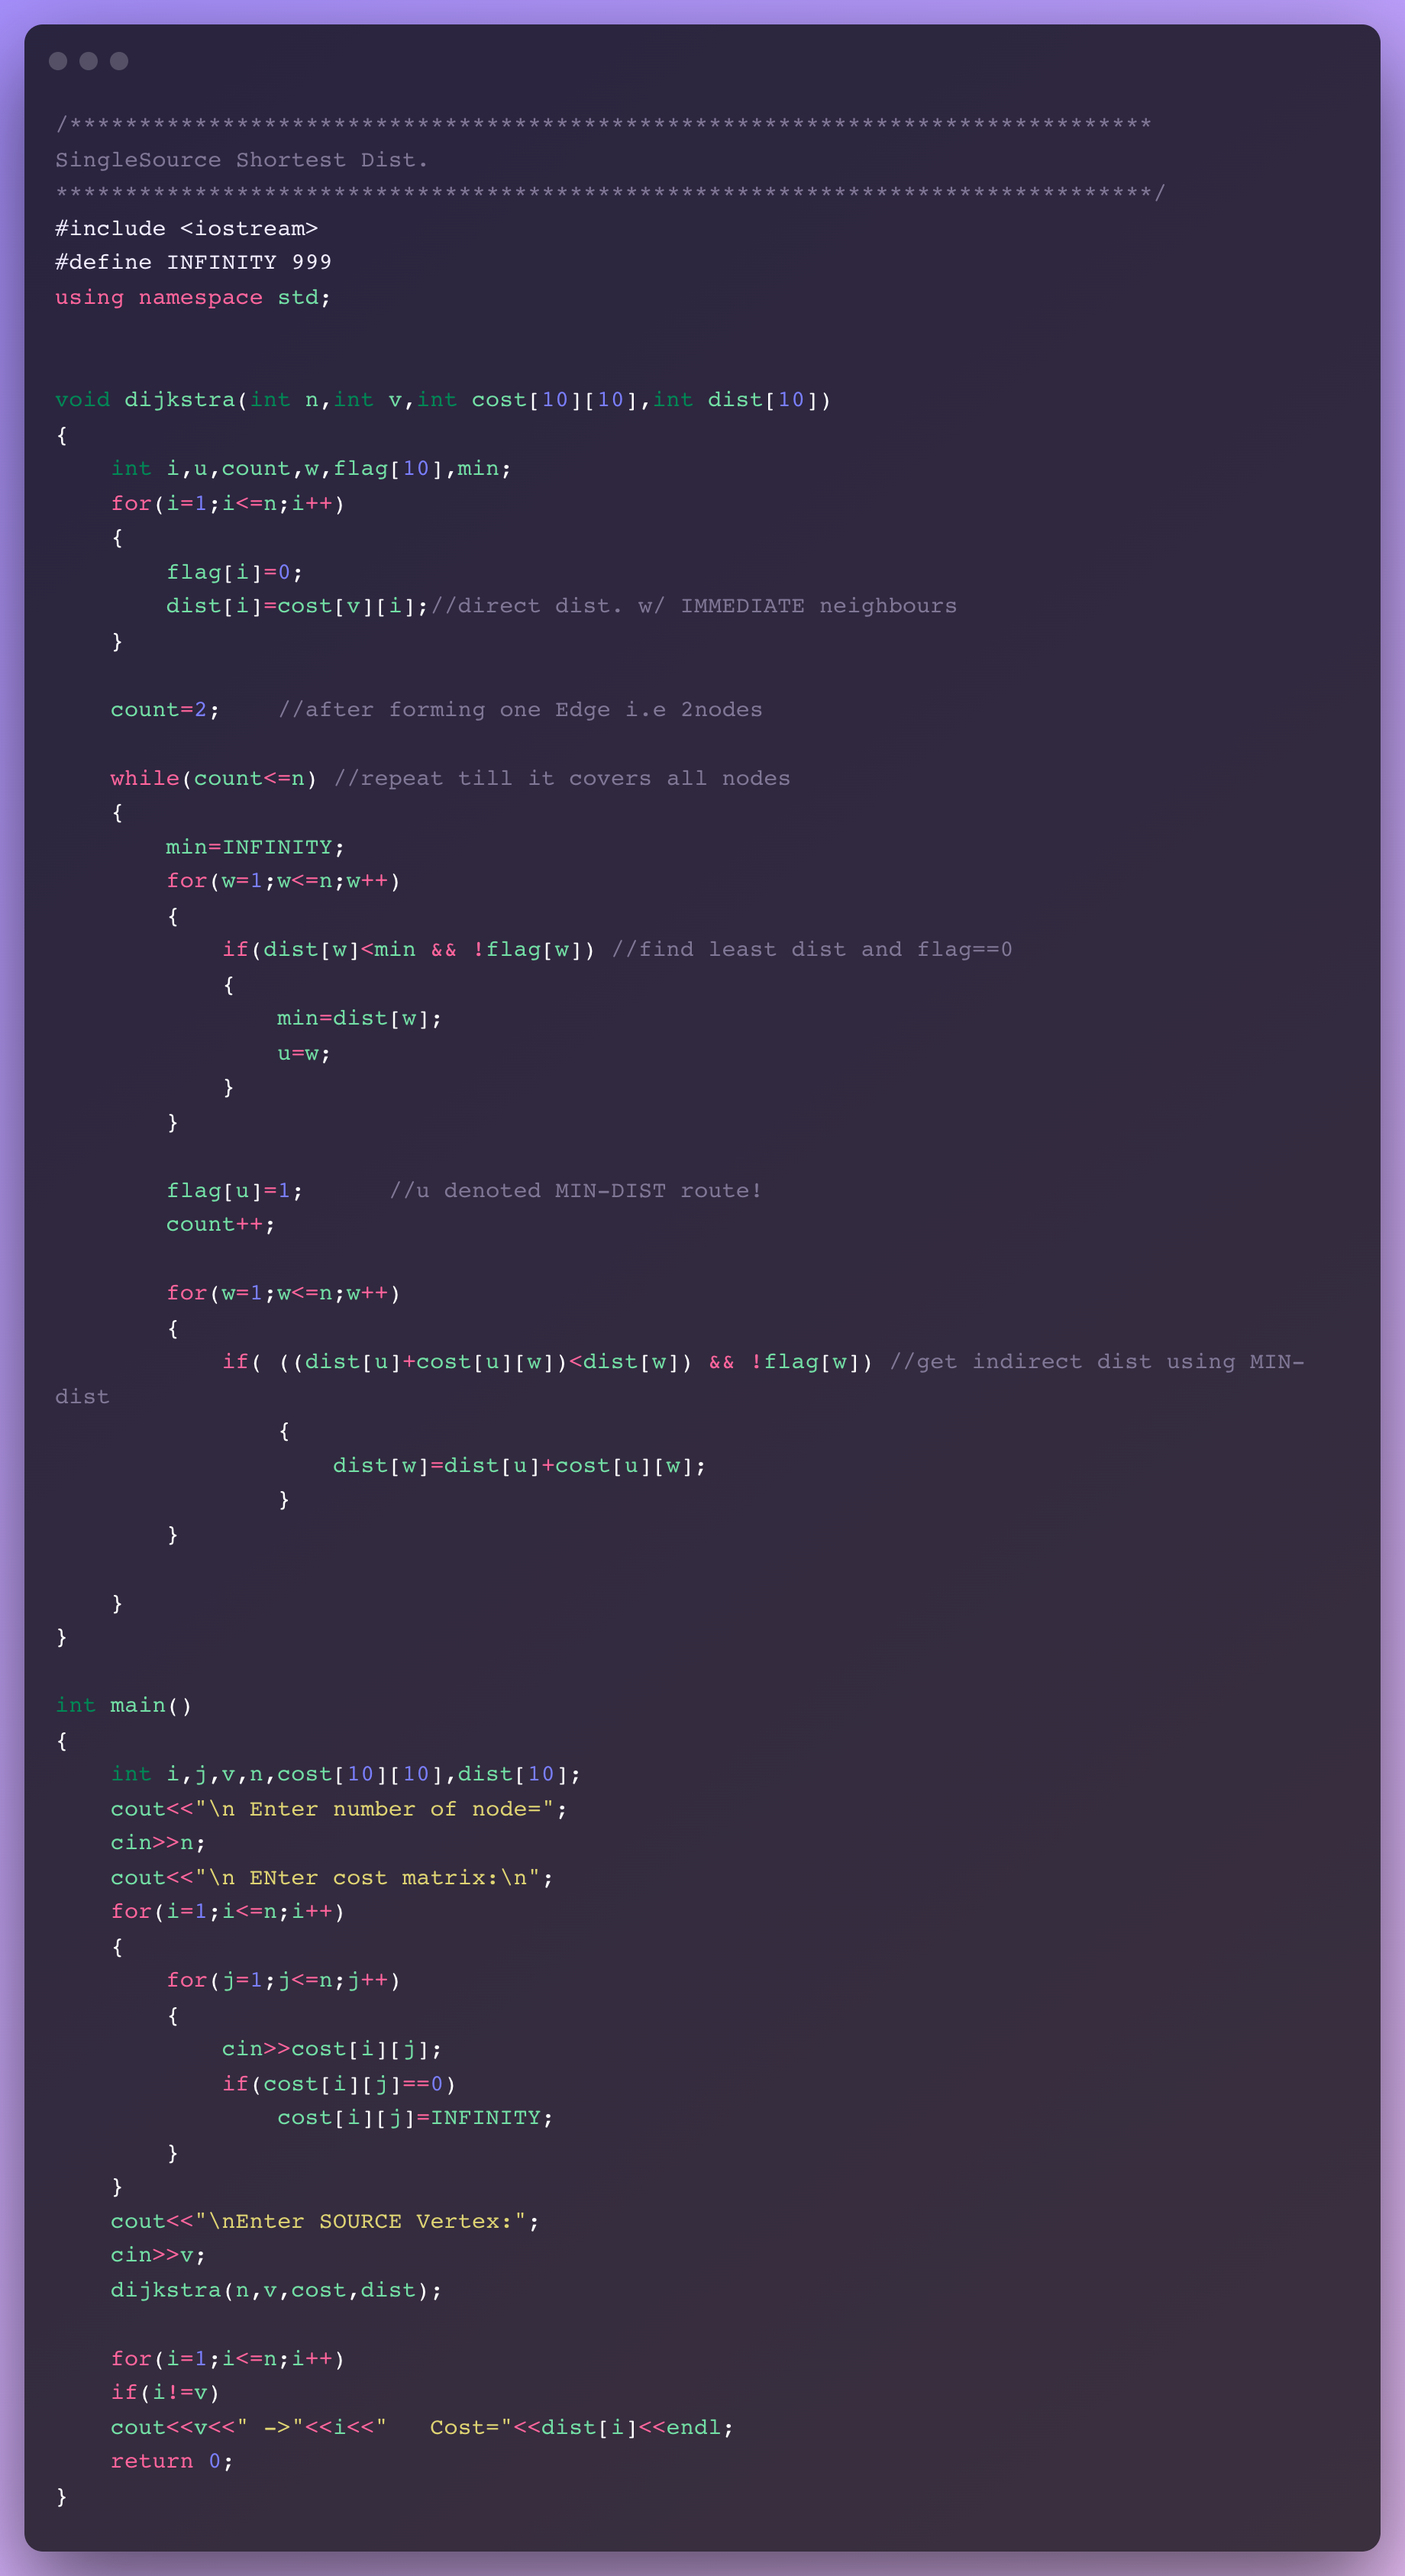 /******************************************************************************
SingleSource Shortest Dist.
*******************************************************************************/
#include <iostream>
#define INFINITY 999
using namespace std;
void dijkstra(int n,int v,int cost[10][10],int dist[10])
{
    int i,u,count,w,flag[10],min;
    for(i=1;i<=n;i++)
    {
        flag[i]=0;
        dist[i]=cost[v][i];//direct dist. w/ IMMEDIATE neighbours
    }
    count=2;    //after forming one Edge i.e 2nodes
    while(count<=n) //repeat till it covers all nodes
    {
        min=INFINITY;
        for(w=1;w<=n;w++)
        {
            if(dist[w]<min && !flag[w]) //find least dist and flag==0
            {
                min=dist[w];
                u=w;
            }
        }
        flag[u]=1;      //u denoted MIN-DIST route!
        count++;
        for(w=1;w<=n;w++)
        {
            if( ((dist[u]+cost[u][w])<dist[w]) && !flag[w]) //get indirect dist using MIN-
dist
                {
                    dist[w]=dist[u]+cost[u][w];
                }
        }
    }
}
int main()
{
    int i,j,v,n,cost[10][10],dist[10];
    cout<<"\n Enter number of node=";
    cin>>n;
    cout<<"\n ENter cost matrix:\n";
    for(i=1;i<=n;i++)
    {
        for(j=1;j<=n;j++)
        {
            cin>>cost[i][j];
            if(cost[i][j]==0)
                cost[i][j]=INFINITY;
        }
    }
    cout<<"\nEnter SOURCE Vertex:";
    cin>>v;
    dijkstra(n,v,cost,dist);
    for(i=1;i<=n;i++)
    if(i!=v)
    cout<<v<<" ->"<<i<<"   Cost="<<dist[i]<<endl;
    return 0;
}